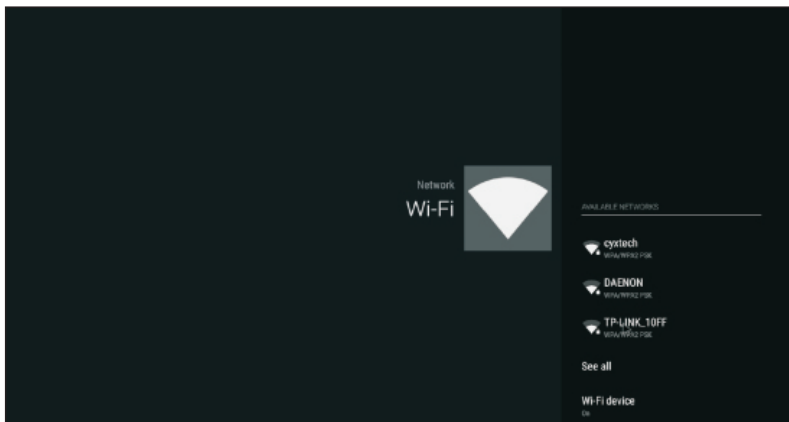 Network
Wi-Fi
AVAILABLE NETWORKS
cyxtech
WPA/WPA2 PSK
DAENON
WPA/WPA2 PSK
TP-LINK_10FF
WPA/WPA2 PSK
See all
Wi-Fi device
On